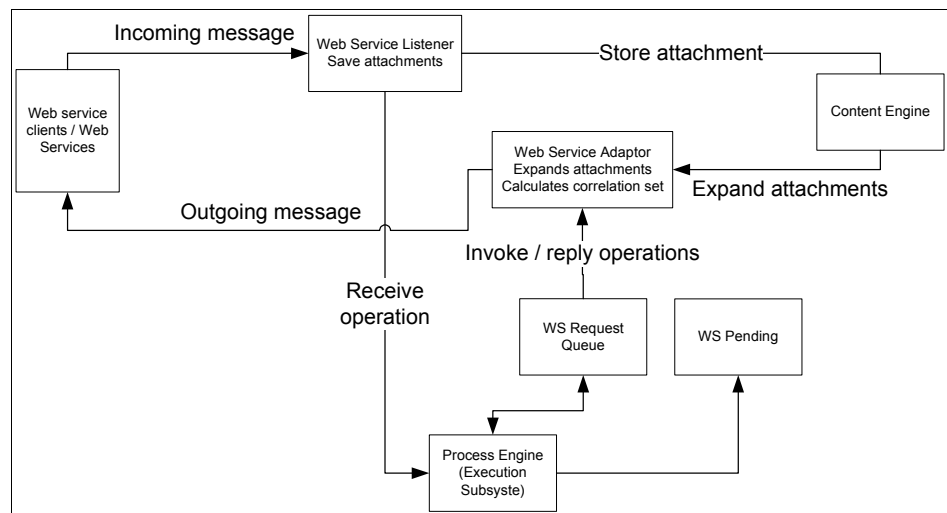 Incoming message
Web Service Listener
Save attachments
Store attachment
Web service
clients / Web
Services
Content Engine
Web Service Adaptor
Expands attachments
Calculates correlation set
Expand attachments
Outgoing message
Invoke / reply operations
Receive
operation
WS Request
Queue
WS Pending
Process Engine
(Execution
Subsyste)